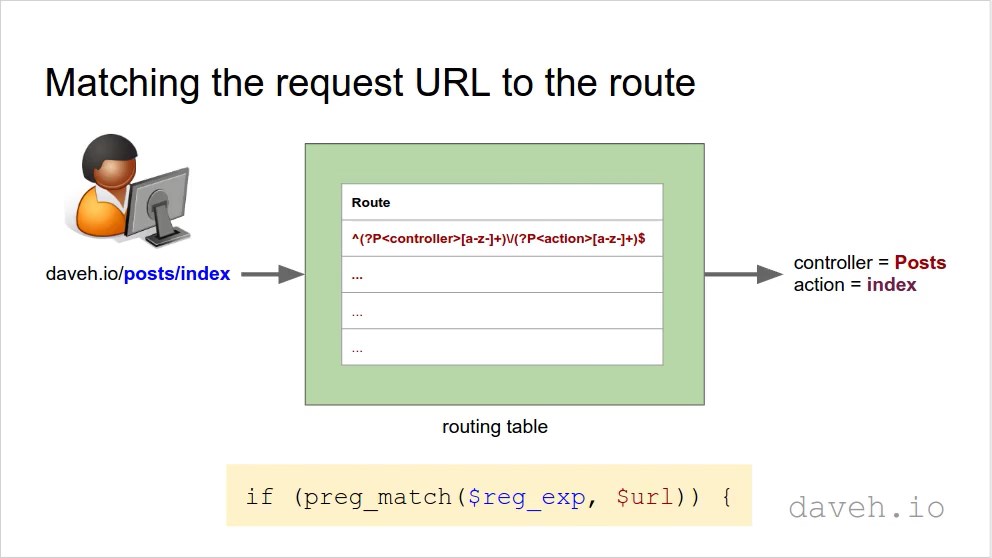 Matching the request URL to the route
daveh.io/posts/index
Route
^(?P<controller>[a-z-]+)\/(?P<action>[a-z-]+)$
...
...
...
controller = Posts
action = index
routing table
if (preg_match($reg_exp, $url)) {
daveh.io